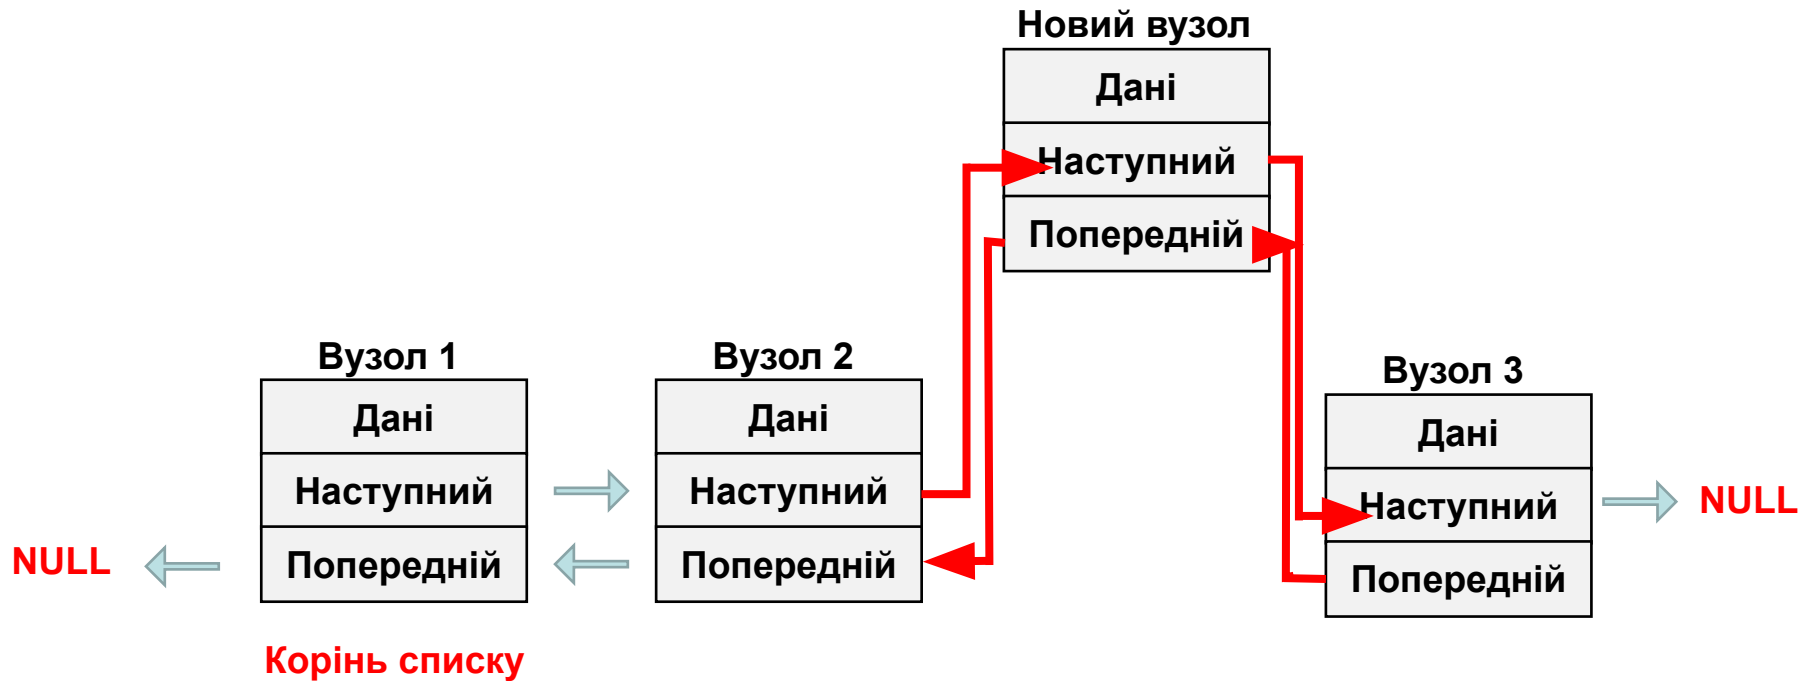 Новий вузол
Дані
Наступний
Попередній
Вузол 1
Дані
Наступний
Попередній
Вузол 2
Дані
Наступний
Попередній
Вузол 3
Дані
Наступний
Попередній
NULL
NULL
Корінь списку